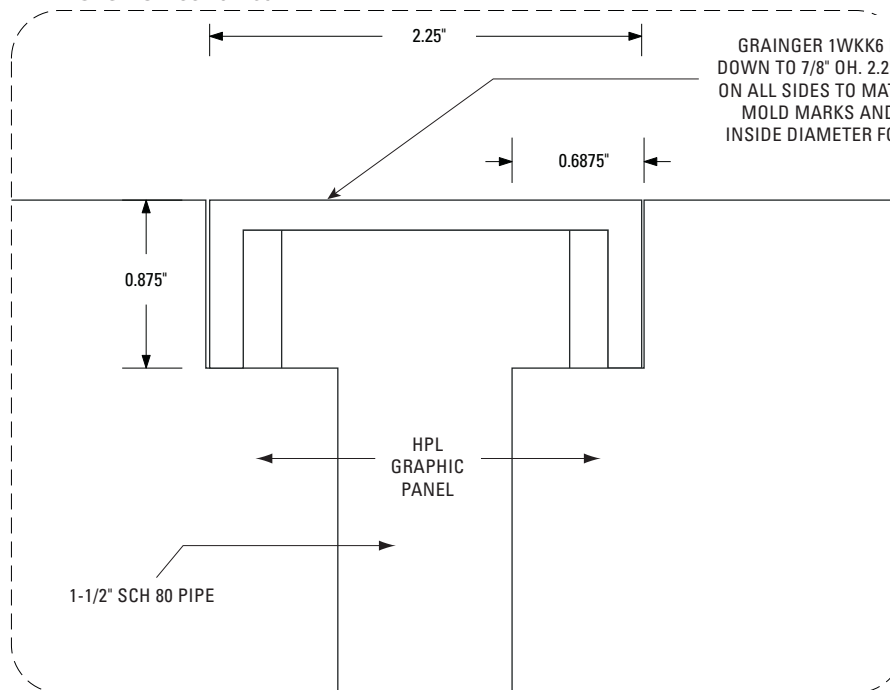 2.25"
GRAINGER 1WKK6
DOWN TO 7/8" OH. 2.2
ON ALL SIDES TO MAT
MOLD MARKS AND
INSIDE DIAMETER FO
0.6875"
0.875"
HPL
GRAPHIC
PANEL
1-1/2" SCH 80 PIPE